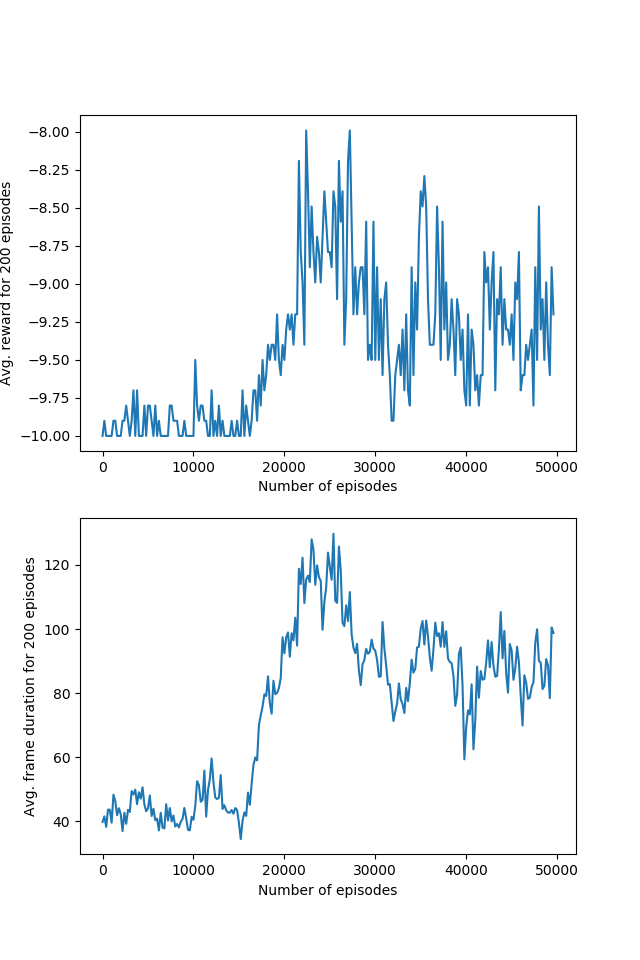 Avg. reward for 200 episodes
−8.00
−8.25
−8.50
−8.75
−9.00
−9.25
−9.50
−9.75
−10.00
0 10000 20000 30000 40000 50000
Number of episodes
Avg. frame duration for 200 episodes
120
100
80
60
40
0 10000 20000 30000 40000 50000
Number of episodes